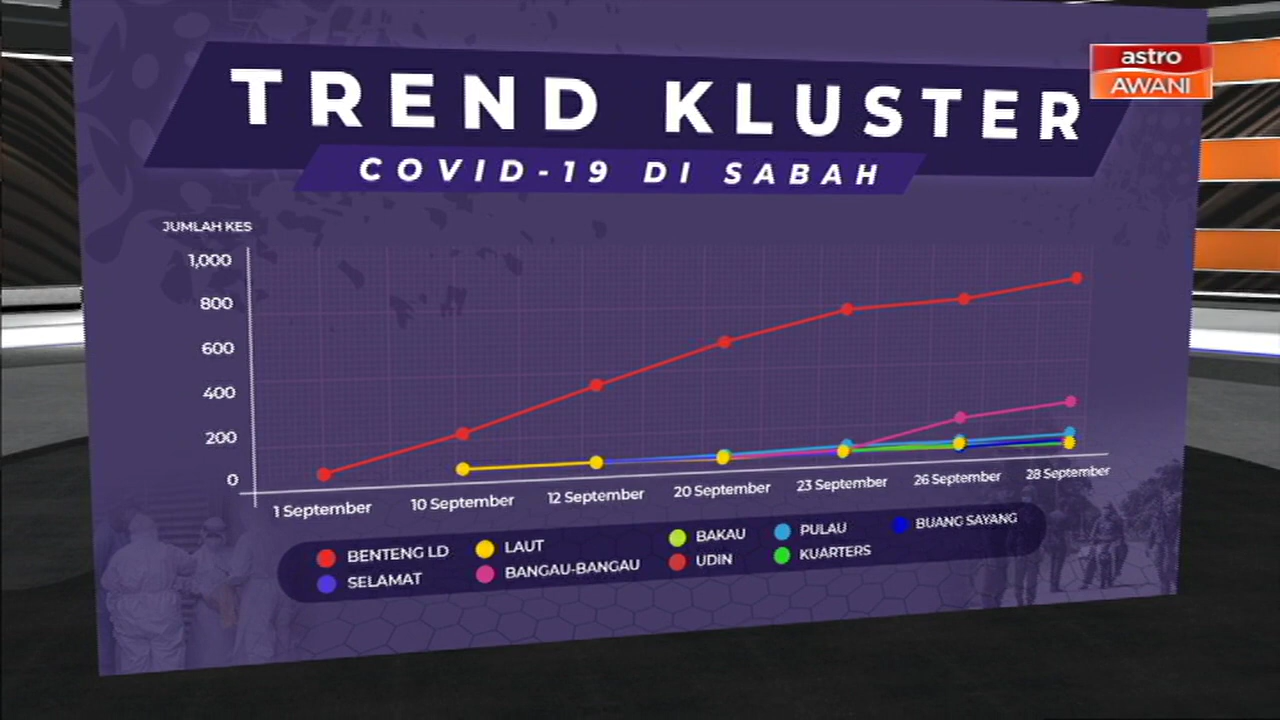 astro
AWANI
TREND KLUSTER
COVID-19 DI SABAH
JUMLAH KES
1,000
800
600
400
200
0
1 September
10 September
12 September
20 September
23 September
26 September
28 September
BENTENG LD
LAUT
BAKAU
PULAU
BUANG SAYANG
SELAMAT
BANGAU-BANGAU
UDIN
KUARTERS